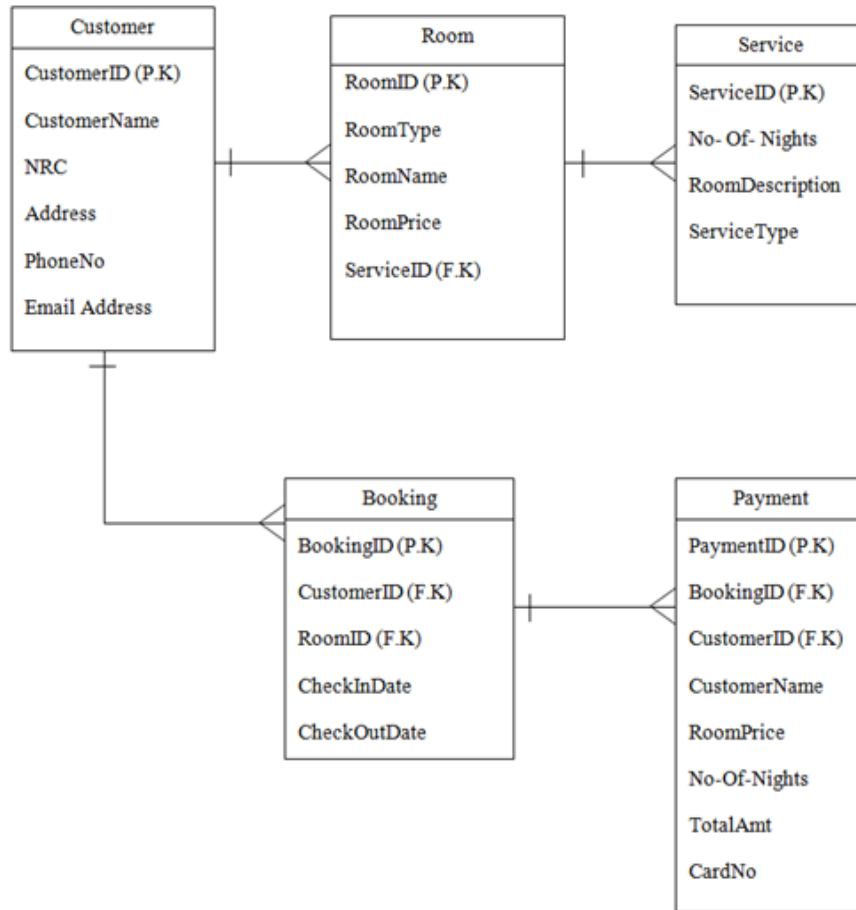 Customer
CustomerID (P.K)
CustomerName
NRC
Address
PhoneNo
Email Address
Room
RoomID (P.K)
RoomType
RoomName
RoomPrice
ServiceID (F.K)
Service
ServiceID (P.K)
No- Of- Nights
RoomDescription
ServiceType
Booking
BookingID (P.K)
CustomerID (F.K)
RoomID (F.K)
CheckInDate
CheckOutDate
Payment
PaymentID (P.K)
BookingID (F.K)
CustomerID (F.K)
CustomerName
RoomPrice
No-Of-Nights
TotalAmt
CardNo